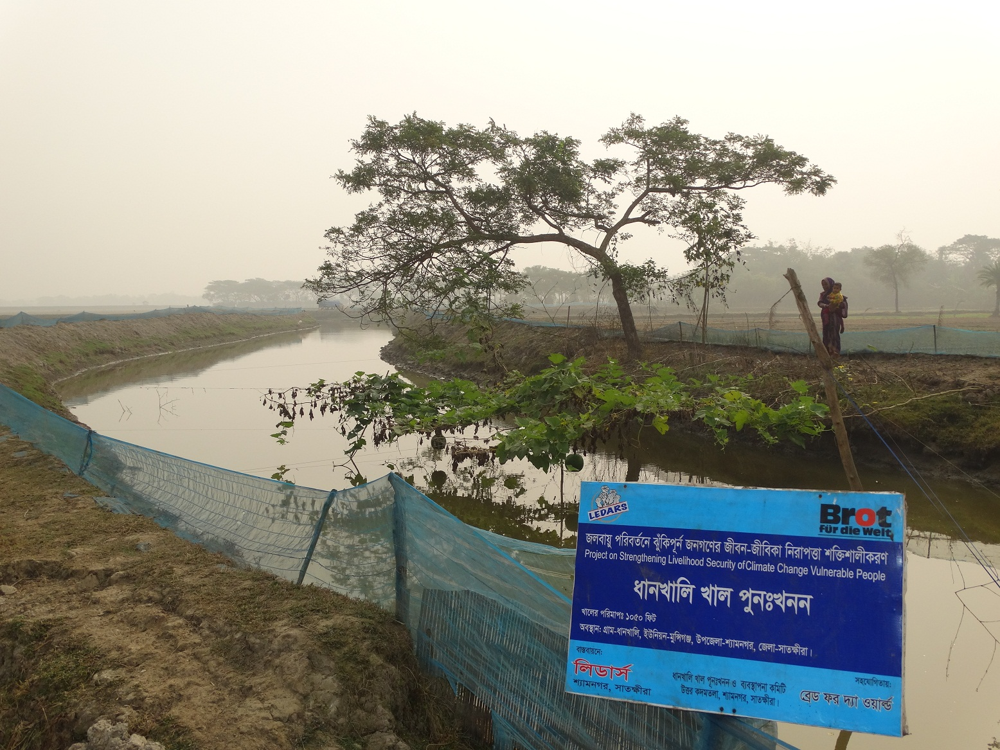 LEDARS
Brot
für die Welt
জলবায়ু পরিবর্তনে ঝুঁকিপূর্ন জনগণের জীবন-জীবিকা নিরাপত্তা শক্তিশালীকরণ
Project on Strengthening Livelihood Security of Climate Change Vulnerable People
ধানখালি খাল পুনঃখনন
খালের পরিমাপঃ ১০৫০ ফিট
অবস্থান: গ্রাম-ধানখালি, ইউনিয়ন-মুন্সিগঞ্জ, উপজেলা-শ্যামনগর, জেলা-সাতক্ষীরা।
বাস্তবায়নে:
লিডার্স
শ্যামনগর, সাতক্ষীরা
ধানখালি খাল পূনঃখনন ও ব্যবস্থাপনা কমিটি
উত্তর কদমতলা, শ্যামনগর, সাতক্ষীরা।
সহযোগিতায়:
ব্রেড ফর দ্যা ওয়ার্ল্ড